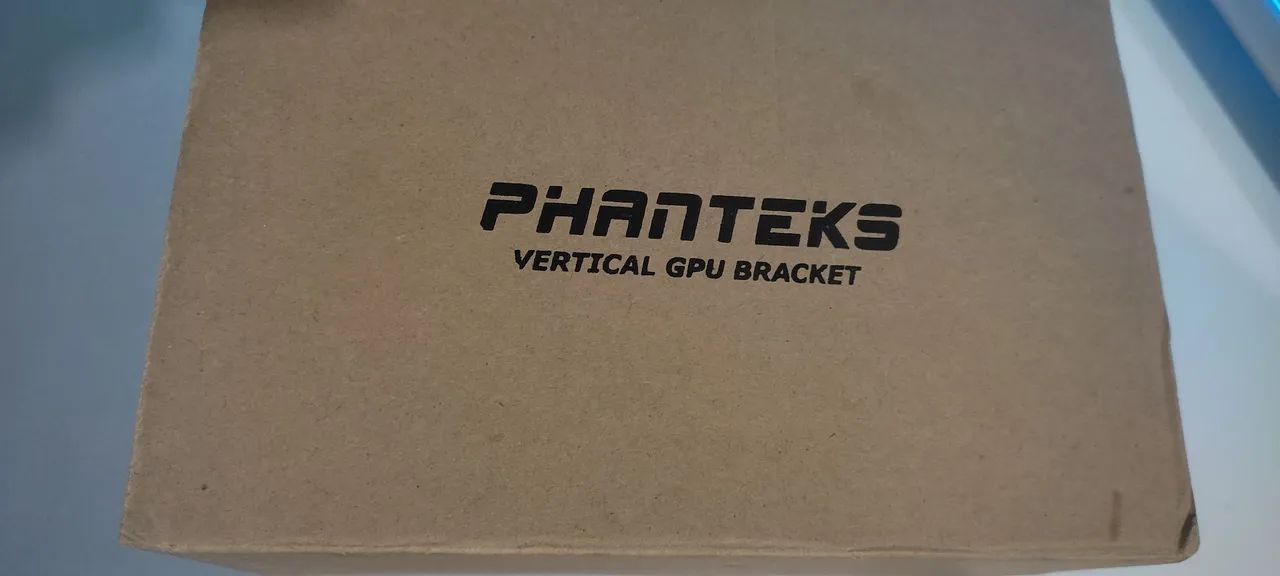 PHANTEKS
VERTICAL GPU BRACKET